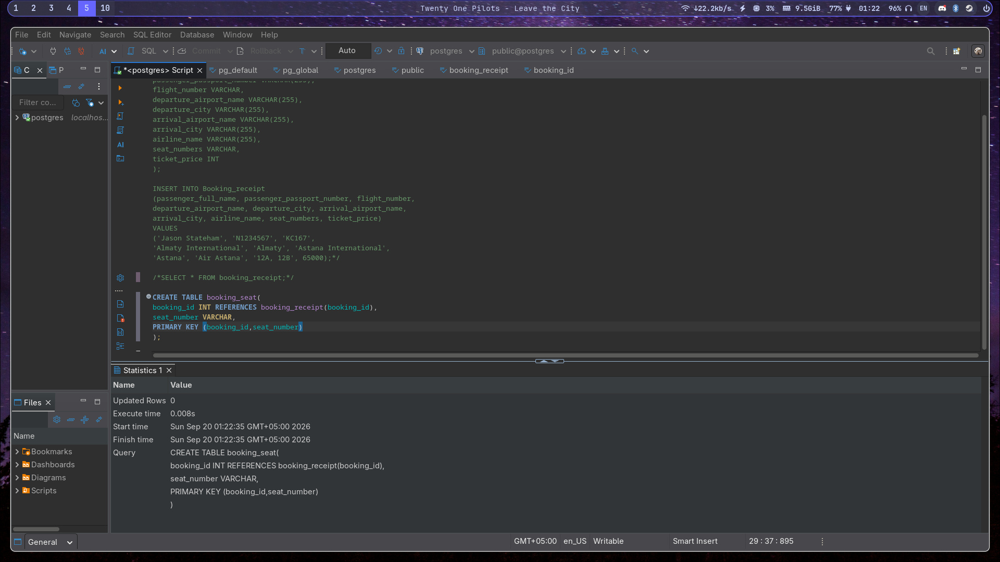 1 2 3 4 5 10
Twenty One Pilots - Leave the City
↓22.2kb/s 3% 9.5GiB 77% 01:22 96% EN
File Edit Navigate Search SQL Editor Database Window Help
AI SQL Commit Rollback T Auto postgres public@postgres
C P
*<postgres> Script pg_default pg_global postgres public booking_receipt booking_id
Filter co...
postgres localhos...
AI
passenger_passport_number VARCHAR(255),
flight_number VARCHAR,
departure_airport_name VARCHAR(255),
departure_city VARCHAR(255),
arrival_airport_name VARCHAR(255),
arrival_city VARCHAR(255),
airline_name VARCHAR(255),
seat_numbers VARCHAR,
ticket_price INT
);
INSERT INTO Booking_receipt
(passenger_full_name, passenger_passport_number, flight_number,
departure_airport_name, departure_city, arrival_airport_name,
arrival_city, airline_name, seat_numbers, ticket_price)
VALUES
('Jason Stateham', 'N1234567', 'KC167',
'Almaty International', 'Almaty', 'Astana International',
'Astana', 'Air Astana', '12A, 12B', 65000);*/
/*SELECT * FROM booking_receipt;*/
CREATE TABLE booking_seat(
booking_id INT REFERENCES booking_receipt(booking_id),
seat_number VARCHAR,
PRIMARY KEY (booking_id,seat_number)
);
Statistics 1
Name Value
Updated Rows 0
Execute time 0.008s
Start time Sun Sep 20 01:22:35 GMT+05:00 2026
Finish time Sun Sep 20 01:22:35 GMT+05:00 2026
Query CREATE TABLE booking_seat(
booking_id INT REFERENCES booking_receipt(booking_id),
seat_number VARCHAR,
PRIMARY KEY (booking_id,seat_number)
)
Files
Name
Bookmarks
Dashboards
Diagrams
Scripts
General
GMT+05:00 en_US Writable Smart Insert 29 : 37 : 895